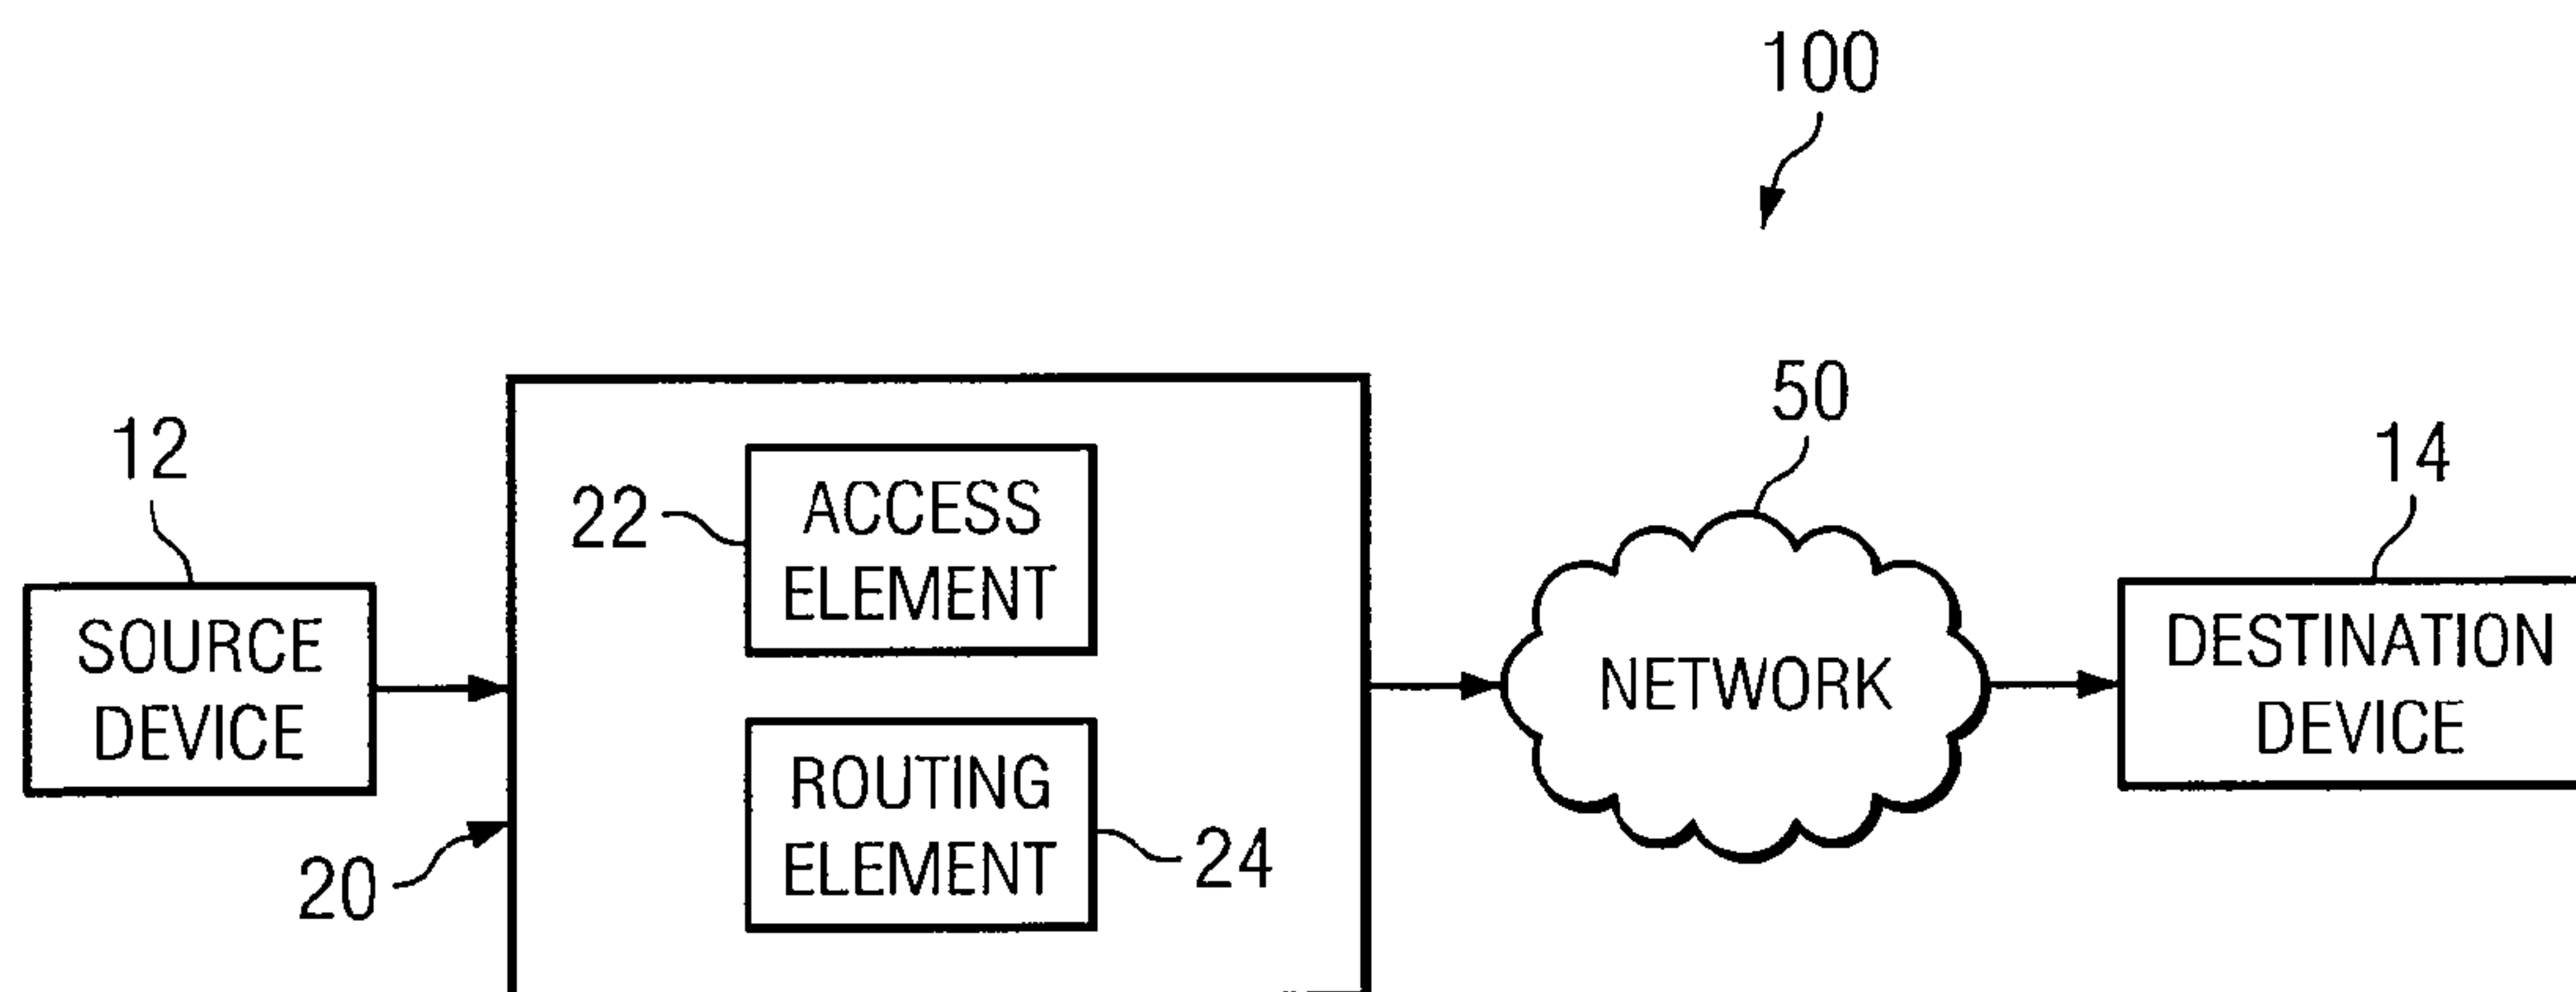 100
12
SOURCE
DEVICE
20
22
ACCESS
ELEMENT
ROUTING
ELEMENT
24
50
NETWORK
14
DESTINATION
DEVICE